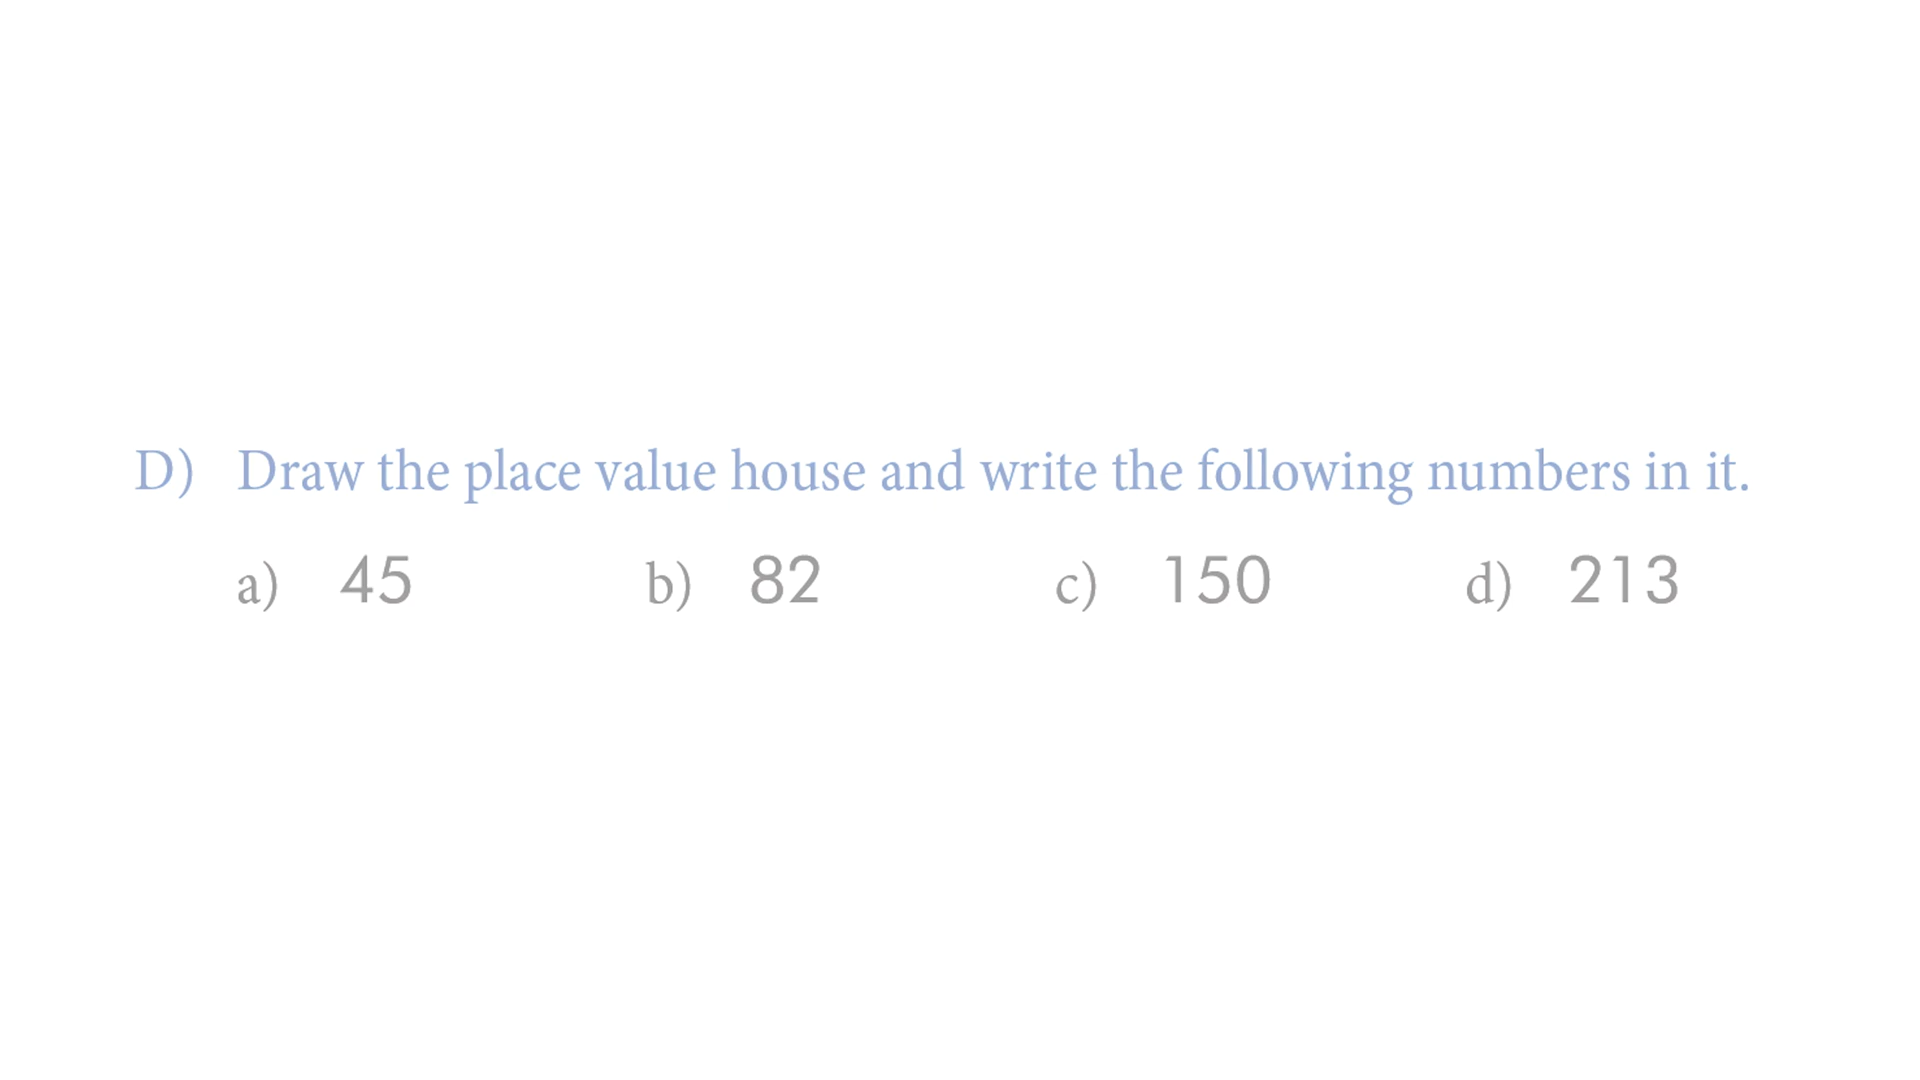 D) Draw the place value house and write the following numbers in it.
a) 45 b) 82 c) 150 d) 213